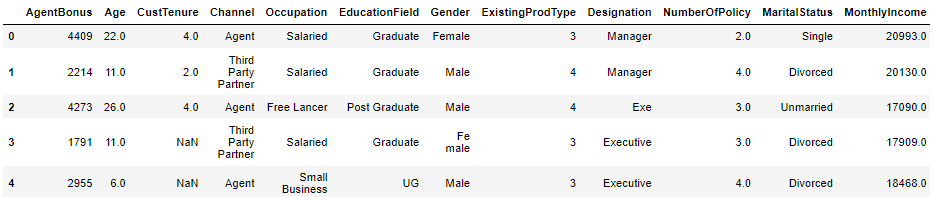 AgentBonus Age CustTenure Channel Occupation EducationField Gender ExistingProdType Designation NumberOfPolicy MaritalStatus MonthlyIncome
0 4409 22.0 4.0 Agent Salaried Graduate Female 3 Manager 2.0 Single 20993.0
1 2214 11.0 2.0 Third Party Partner Salaried Graduate Male 4 Manager 4.0 Divorced 20130.0
2 4273 26.0 4.0 Agent Free Lancer Post Graduate Male 4 Exe 3.0 Unmarried 17090.0
3 1791 11.0 NaN Third Party Partner Salaried Graduate Fe male 3 Executive 3.0 Divorced 17909.0
4 2955 6.0 NaN Agent Small Business UG Male 3 Executive 4.0 Divorced 18468.0